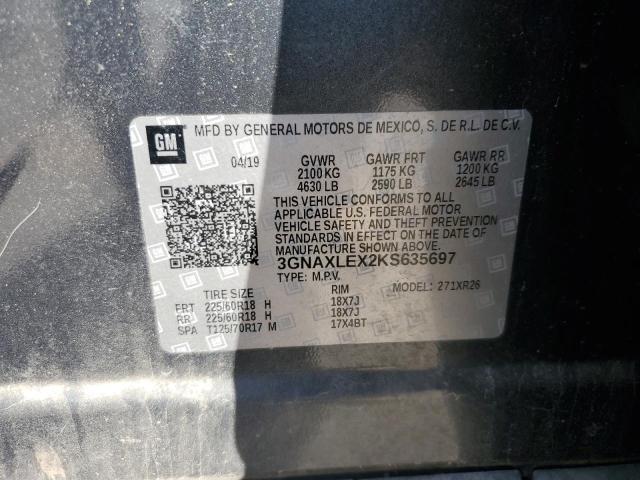 GM
MFD BY GENERAL MOTORS DE MEXICO, S. DE R.L. DE C.V.
04/19 GVWR GAWR FRT GAWR RR
2100 KG 1175 KG 1200 KG
4630 LB 2590 LB 2645 LB
THIS VEHICLE CONFORMS TO ALL
APPLICABLE U.S. FEDERAL MOTOR
VEHICLE SAFETY AND THEFT PREVENTION
STANDARDS IN EFFECT ON THE DATE OF
MANUFACTURE SHOWN ABOVE.
3GNAXLEX2KS635697
TYPE: M.P.V. MODEL: 271XR26
TIRE SIZE RIM
FRT 225/60R18 H 18X7J
RR 225/60R18 H 18X7J
SPA T125/70R17 M 17X4BT